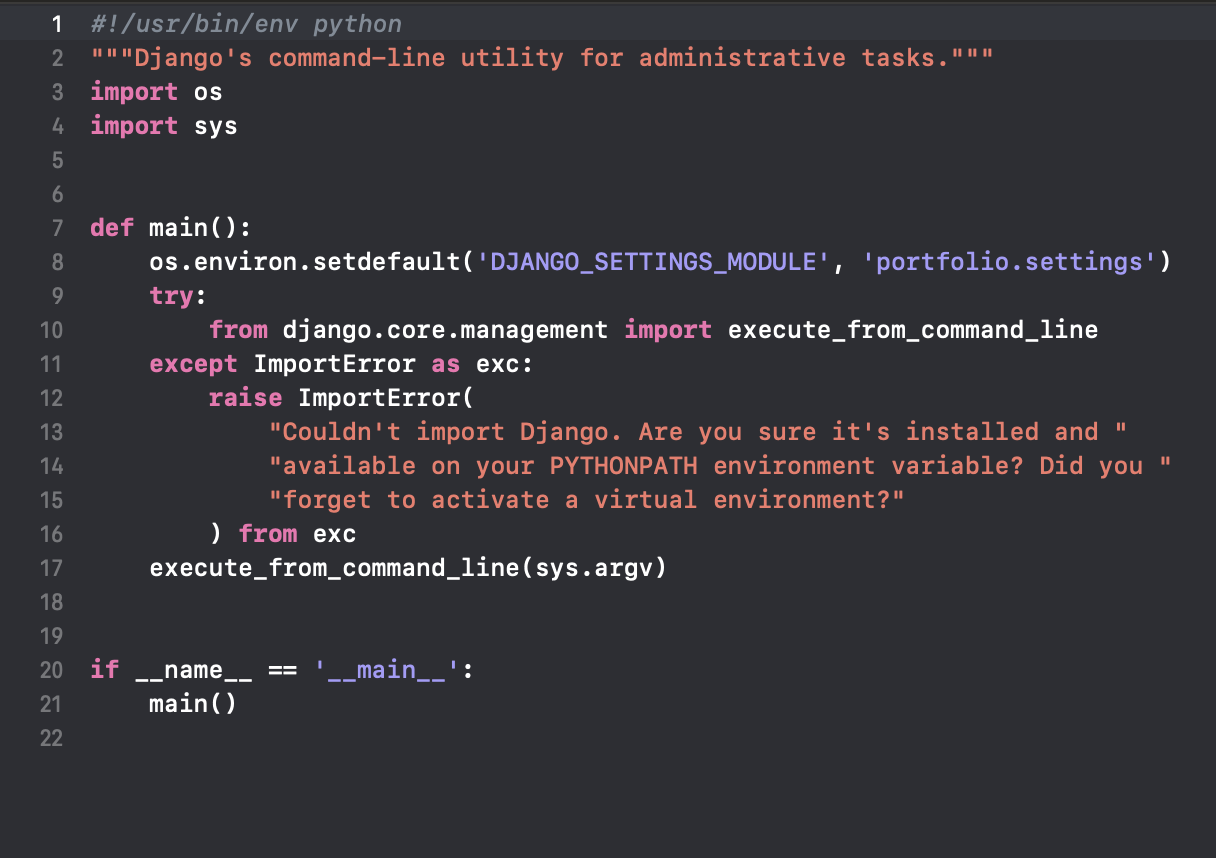 1 #!/usr/bin/env python
2 """Django's command-line utility for administrative tasks."""
3 import os
4 import sys
5
6
7 def main():
8     os.environ.setdefault('DJANGO_SETTINGS_MODULE', 'portfolio.settings')
9     try:
10         from django.core.management import execute_from_command_line
11     except ImportError as exc:
12         raise ImportError(
13             "Couldn't import Django. Are you sure it's installed and "
14             "available on your PYTHONPATH environment variable? Did you "
15             "forget to activate a virtual environment?"
16         ) from exc
17     execute_from_command_line(sys.argv)
18
19
20 if __name__ == '__main__':
21     main()
22